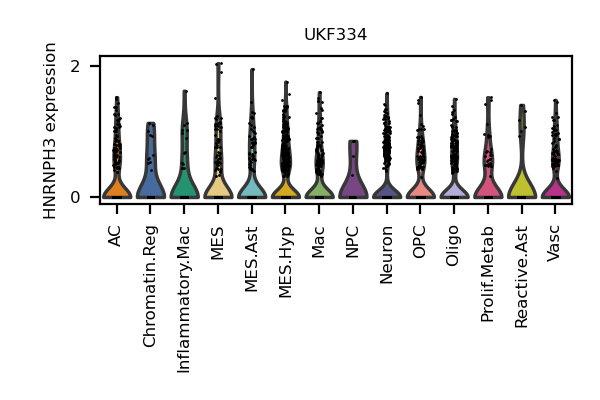 UKF334
HNRNPH3 expression
2
0
AC
Chromatin.Reg
Inflammatory.Mac
MES
MES.Ast
MES.Hyp
Mac
NPC
Neuron
OPC
Oligo
Prolif.Metab
Reactive.Ast
Vasc